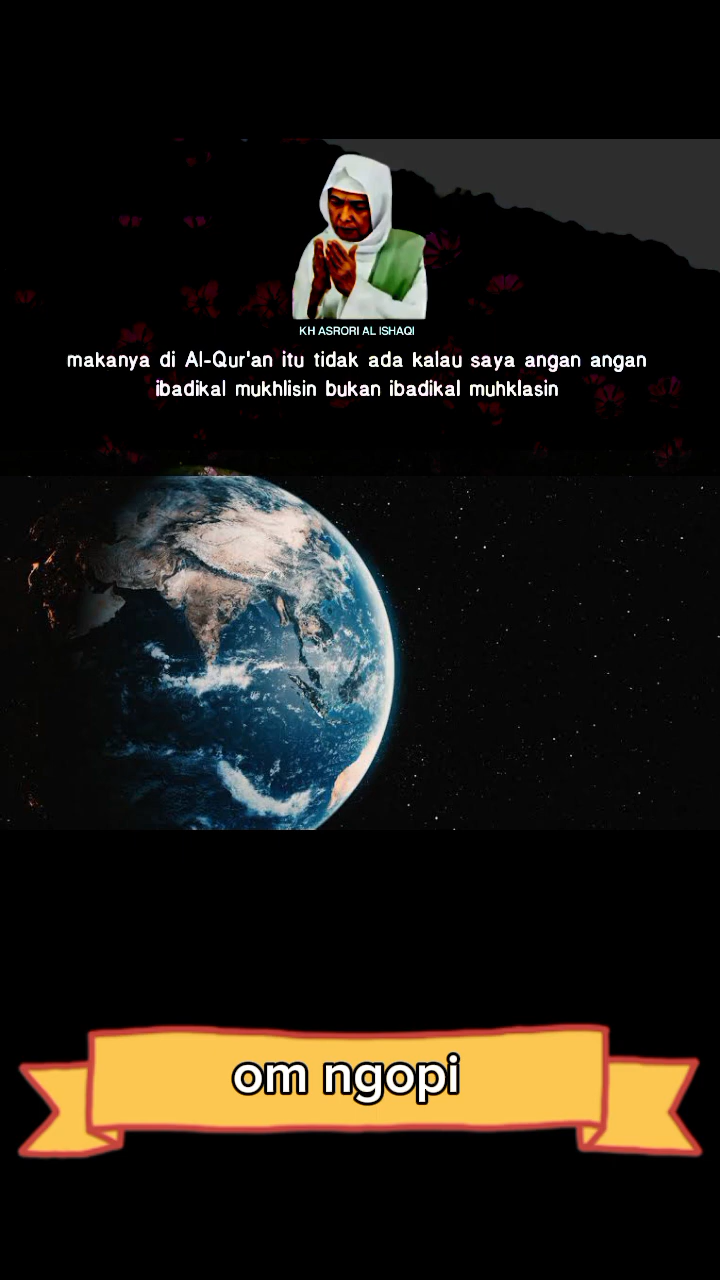 KH ASRORI AL ISHAQI
makanya di Al-Qur'an itu tidak ada kalau saya angan angan
ibadikal mukhlisin bukan ibadikal muhklasin
om ngopi